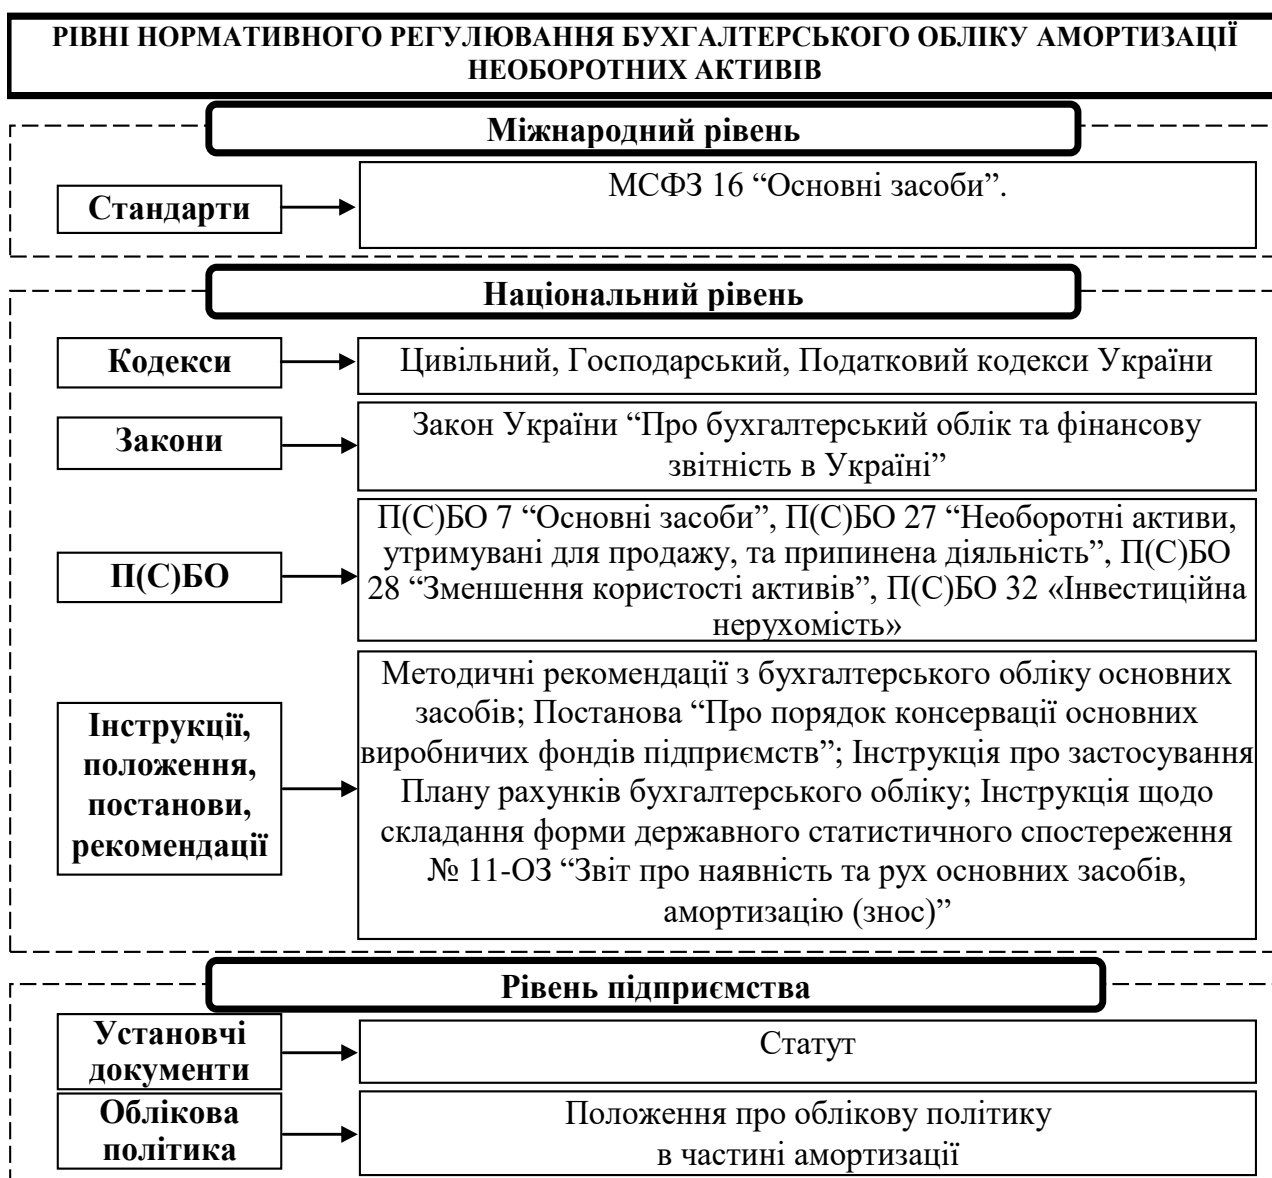 РІВНІ НОРМАТИВНОГО РЕГУЛЮВАННЯ БУХГАЛТЕРСЬКОГО ОБЛІКУ АМОРТИЗАЦІЇ
НЕОБОРОТНИХ АКТИВІВ
Міжнародний рівень
Стандарти
МСФЗ 16 “Основні засоби”.
Національний рівень
Кодекси
Цивільний, Господарський, Податковий кодекси України
Закони
Закон України “Про бухгалтерський облік та фінансову
звітність в Україні”
П(С)БО
П(С)БО 7 “Основні засоби”, П(С)БО 27 “Необоротні активи,
утримувані для продажу, та припинена діяльність”, П(С)БО
28 “Зменшення користості активів”, П(С)БО 32 «Інвестиційна
нерухомість»
Інструкції,
положення,
постанови,
рекомендації
Методичні рекомендації з бухгалтерського обліку основних
засобів; Постанова “Про порядок консервації основних
виробничих фондів підприємств”; Інструкція про застосування
Плану рахунків бухгалтерського обліку; Інструкція щодо
складання форми державного статистичного спостереження
№ 11-ОЗ “Звіт про наявність та рух основних засобів,
амортизацію (знос)”
Рівень підприємства
Установчі
документи
Статут
Облікова
політика
Положення про облікову політику
в частині амортизації